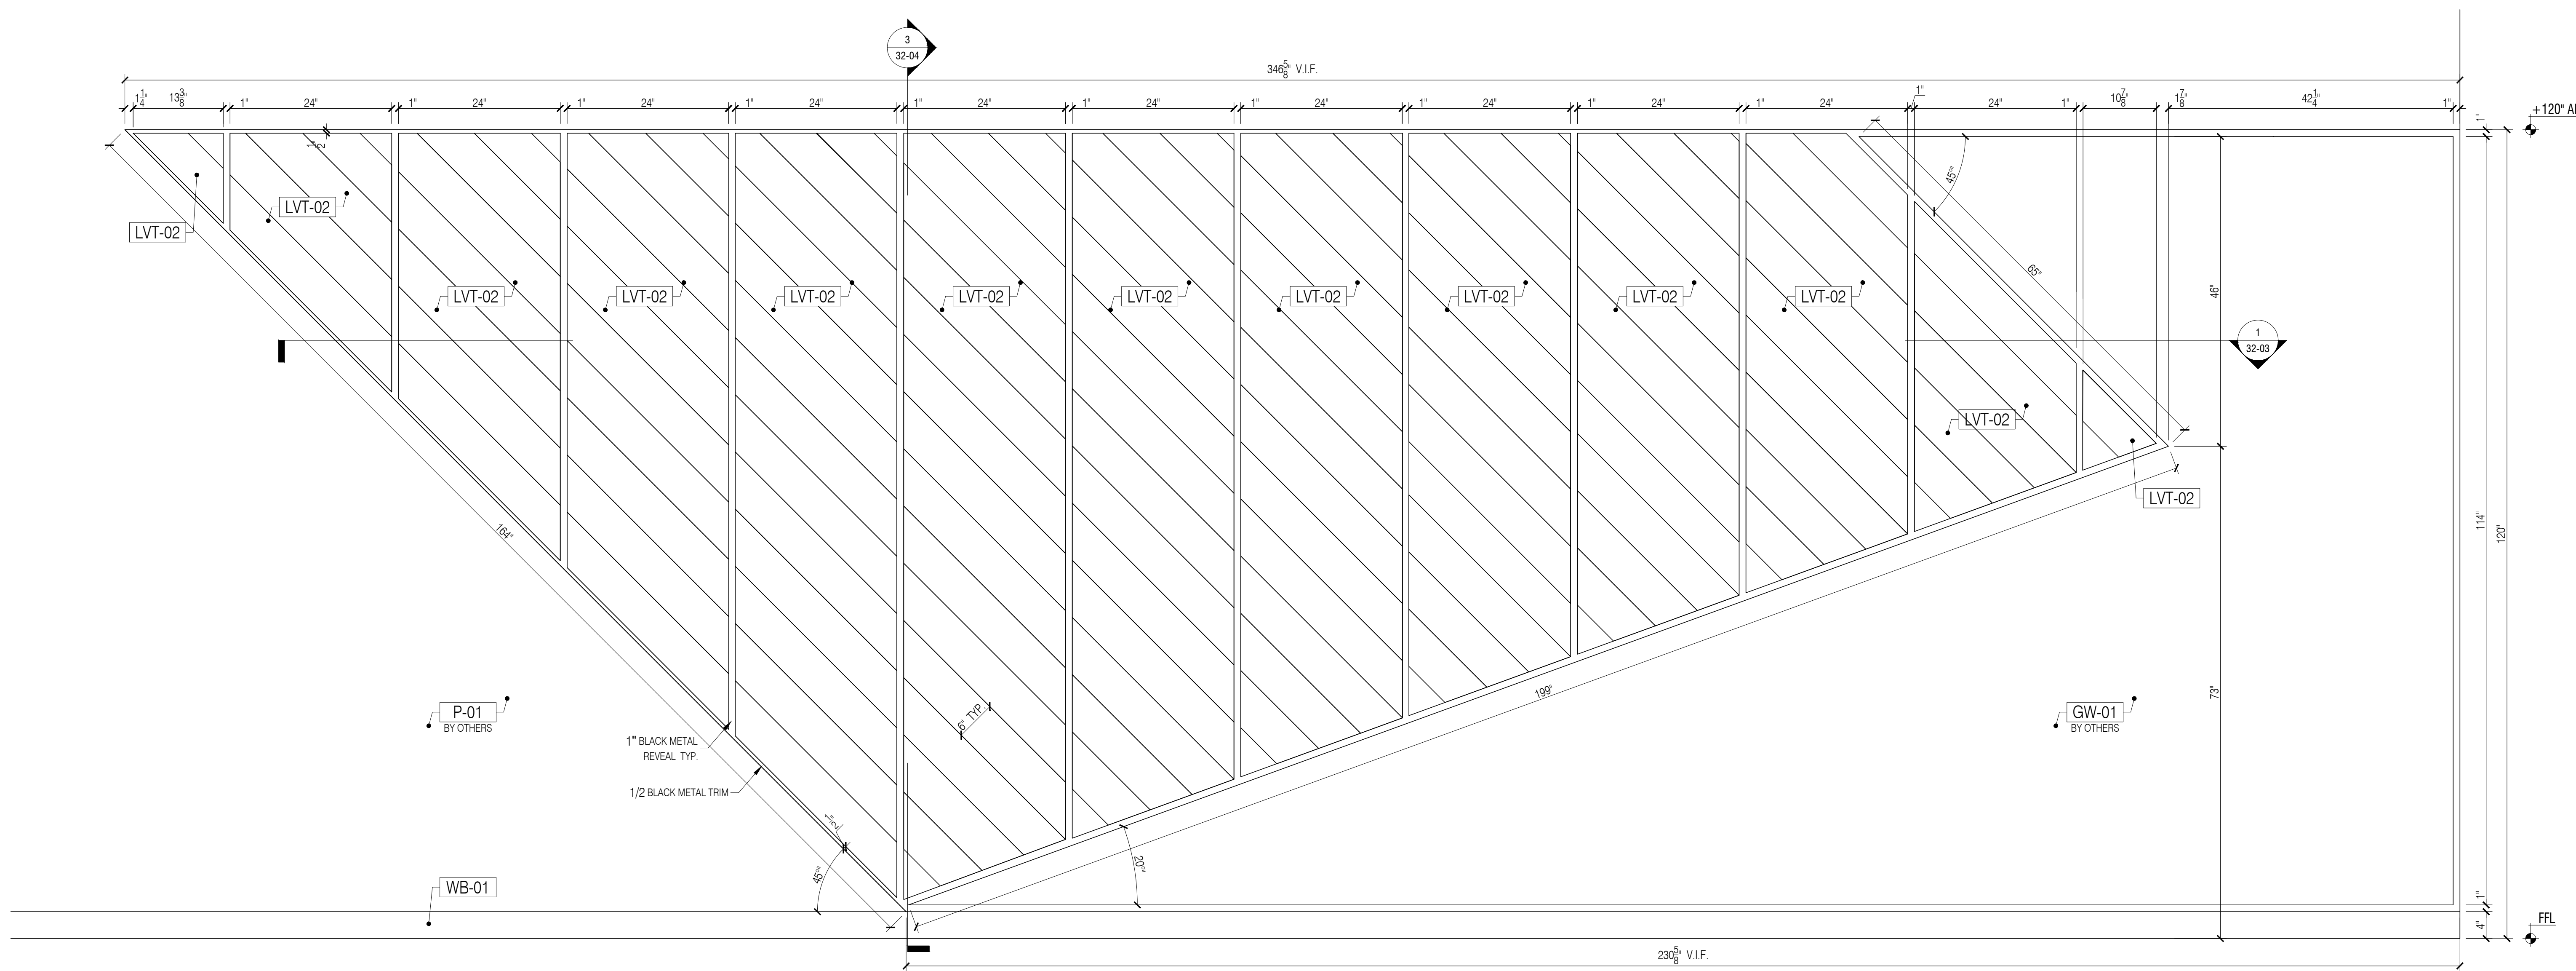 3
32-04
346 5/8" V.I.F.
1 1/4" 13 3/8" 1" 24" 1" 24" 1" 24" 1" 24" 1" 24" 1" 24" 1" 24" 1" 24" 1" 24" 1" 24" 1" 24" 1" 10 7/8" 1 7/8" 42 1/4" 1"
1"
1/2"
45°
65"
46"
LVT-02
LVT-02
LVT-02
LVT-02
LVT-02
LVT-02
LVT-02
LVT-02
LVT-02
LVT-02
LVT-02
LVT-02
LVT-02
1
32-03
164"
199"
73"
114"
120"
6" TYP.
P-01
BY OTHERS
GW-01
BY OTHERS
1" BLACK METAL
REVEAL TYP.
1/2 BLACK METAL TRIM
1/2"
45°
20°
WB-01
1"
4"
FFL
230 5/8" V.I.F.